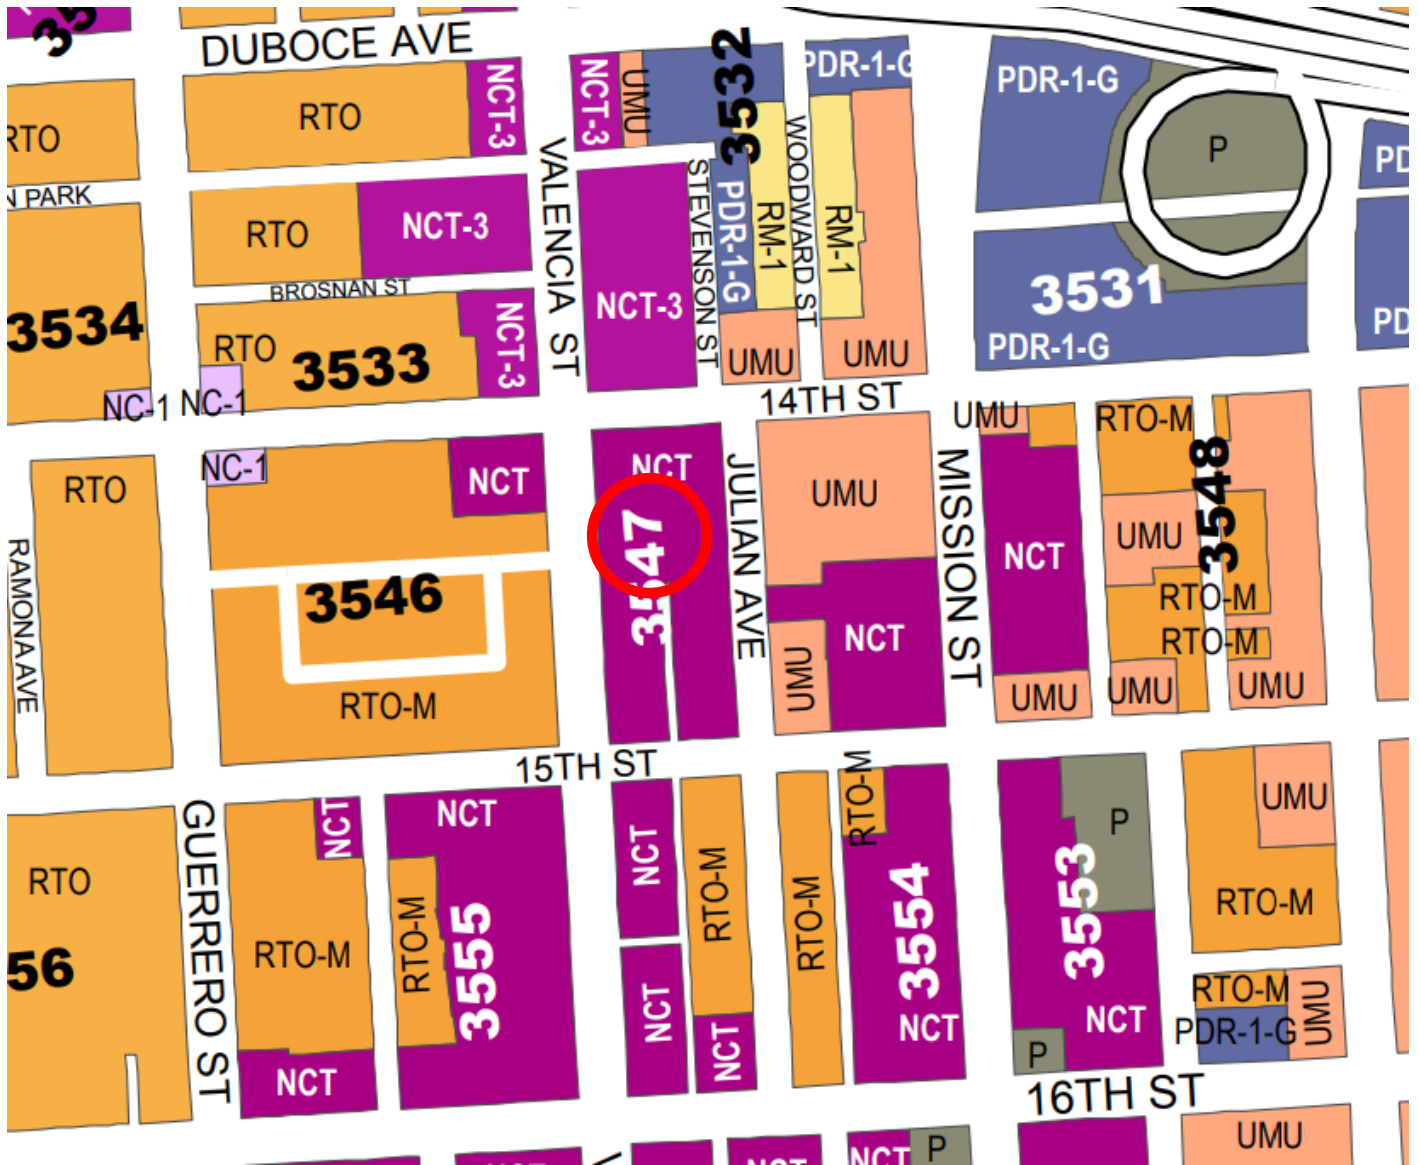 DUBOCE AVE
3532
PDR-1-G
PDR-1-G
RTO
RTO
NCT-3
NCT-3
UMU
P
PD
N PARK
VALENCIA ST
STEVENSON ST
WOODWARD ST
RTO
NCT-3
PDR-1-G
RM-1
RM-1
BROSNAN ST
3534
NCT-3
3531
RTO
3533
NCT-3
PDR-1-G
PD
UMU
UMU
NC-1
NC-1
14TH ST
UMU
RTO-M
NC-1
NCT
NCT
JULIAN AVE
UMU
MISSION ST
3548
RTO
RAMONA AVE
3546
3547
NCT
UMU
RTO-M
NCT
RTO-M
UMU
RTO-M
UMU
UMU
UMU
15TH ST
RTO-M
GUERRERO ST
NCT
NCT
NCT
P
UMU
RTO
RTO-M
RTO-M
3555
RTO-M
RTO-M
3554
3553
RTO-M
56
NCT
NCT
NCT
NCT
P
NCT
RTO-M
PDR-1-G
UMU
NCT
16TH ST
NCT
P
UMU